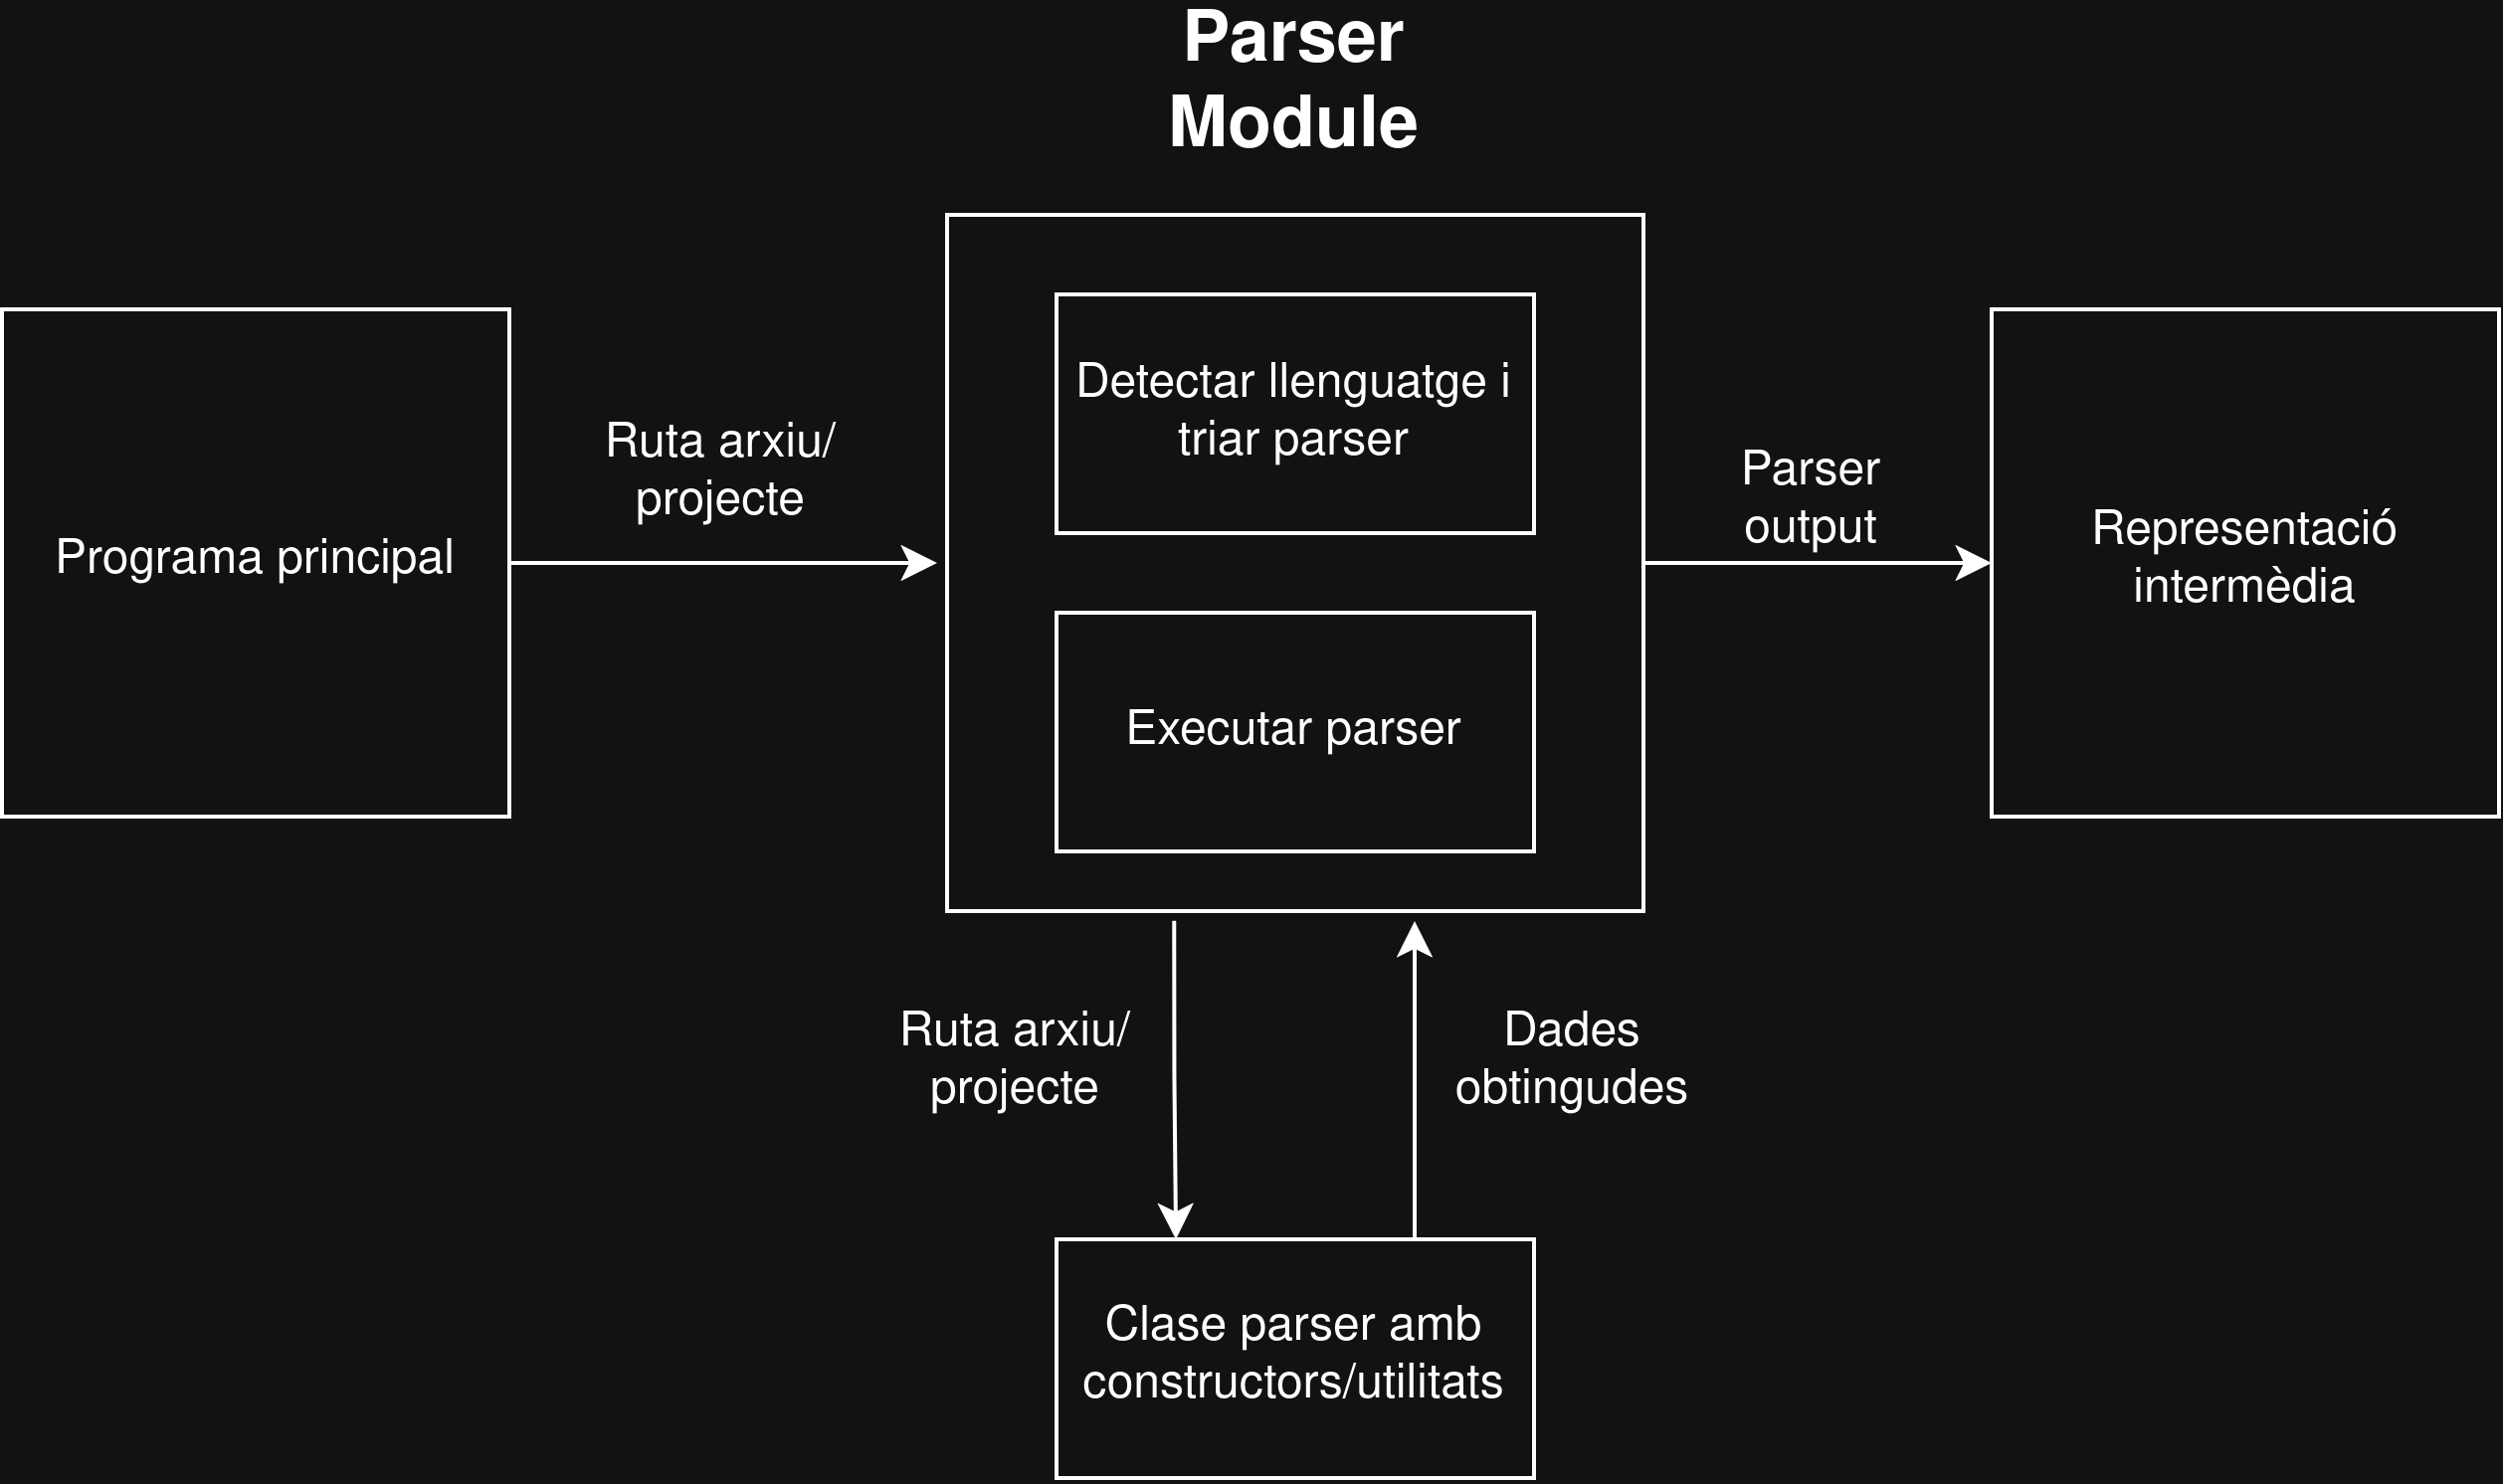 Parser
Module
Programa principal
Ruta arxiu/
projecte
Detectar llenguatge i
triar parser
Executar parser
Parser
output
Representació
intermèdia
Ruta arxiu/
projecte
Dades
obtingudes
Clase parser amb
constructors/utilitats